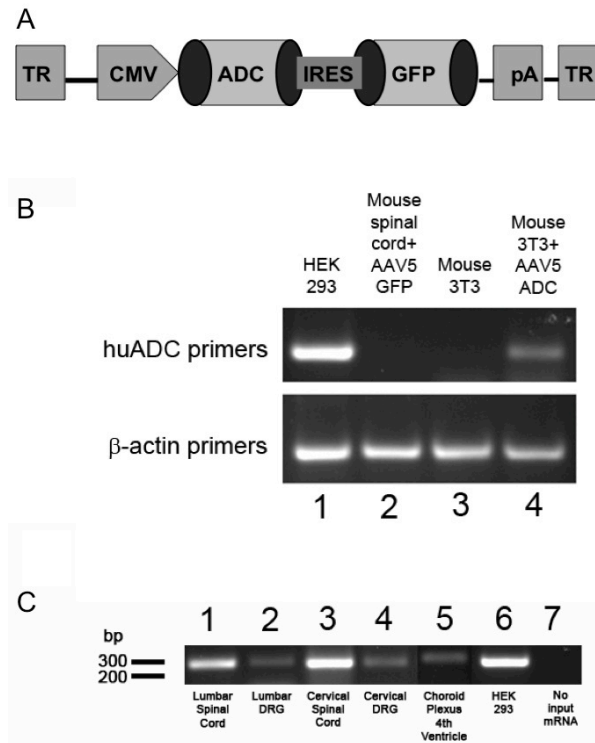 A
TR CMV ADC IRES GFP pA TR
B
HEK
293
Mouse
spinal
cord+
AAV5
GFP
Mouse
3T3
Mouse
3T3+
AAV5
ADC
huADC primers
β-actin primers
1 2 3 4
C
1 2 3 4 5 6 7
bp
300
200
Lumbar
Spinal
Cord
Lumbar
DRG
Cervical
Spinal
Cord
Cervical
DRG
Choroid
Plexus
4th
Ventricle
HEK
293
No
input
mRNA